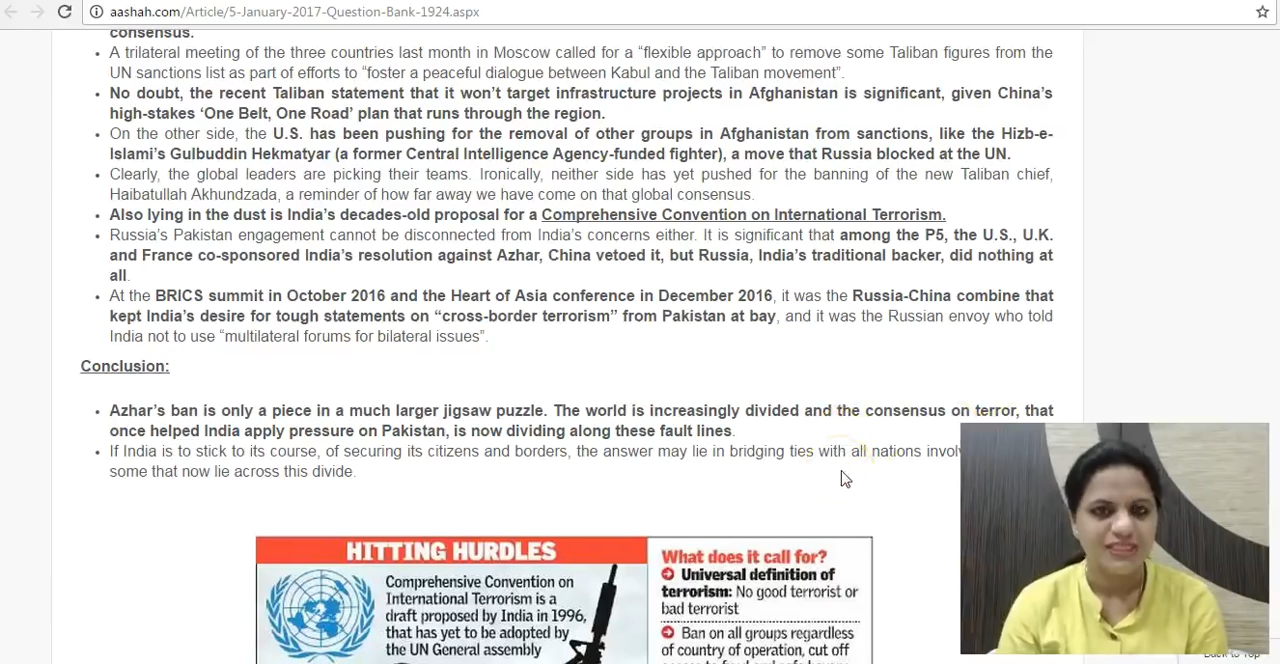 aashah.com/Article/5-January-2017-Question-Bank-1924.aspx
consensus.
• A trilateral meeting of the three countries last month in Moscow called for a “flexible approach” to remove some Taliban figures from the
UN sanctions list as part of efforts to “foster a peaceful dialogue between Kabul and the Taliban movement”.
• No doubt, the recent Taliban statement that it won’t target infrastructure projects in Afghanistan is significant, given China’s
high-stakes ‘One Belt, One Road’ plan that runs through the region.
• On the other side, the U.S. has been pushing for the removal of other groups in Afghanistan from sanctions, like the Hizb-e-
Islami’s Gulbuddin Hekmatyar (a former Central Intelligence Agency-funded fighter), a move that Russia blocked at the UN.
• Clearly, the global leaders are picking their teams. Ironically, neither side has yet pushed for the banning of the new Taliban chief,
Haibatullah Akhundzada, a reminder of how far away we have come on that global consensus.
• Also lying in the dust is India’s decades-old proposal for a Comprehensive Convention on International Terrorism.
• Russia’s Pakistan engagement cannot be disconnected from India’s concerns either. It is significant that among the P5, the U.S., U.K.
and France co-sponsored India’s resolution against Azhar, China vetoed it, but Russia, India’s traditional backer, did nothing at
all.
• At the BRICS summit in October 2016 and the Heart of Asia conference in December 2016, it was the Russia-China combine that
kept India’s desire for tough statements on “cross-border terrorism” from Pakistan at bay, and it was the Russian envoy who told
India not to use “multilateral forums for bilateral issues”.
Conclusion:
• Azhar’s ban is only a piece in a much larger jigsaw puzzle. The world is increasingly divided and the consensus on terror, that
once helped India apply pressure on Pakistan, is now dividing along these fault lines.
• If India is to stick to its course, of securing its citizens and borders, the answer may lie in bridging ties with all nations
some that now lie across this divide.
HITTING HURDLES
Comprehensive Convention on
International Terrorism is a
draft proposed by India in 1996,
that has yet to be adopted by
the UN General assembly
What does it call for?
Universal definition of
terrorism: No good terrorist or
bad terrorist
Ban on all groups regardless
of country of operation, cut off